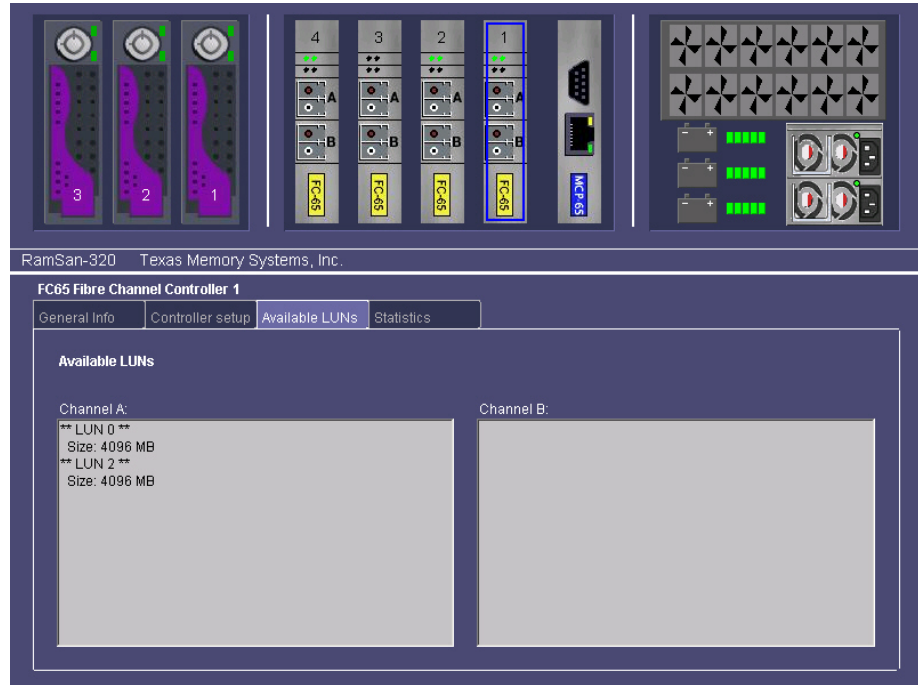 3 2 1
4 3 2 1
A A A A
B B B B
FC-65 FC-65 FC-65 FC-65 MCP-65
- +
- +
- +
RamSan-320 Texas Memory Systems, Inc.
FC65 Fibre Channel Controller 1
General Info Controller setup Available LUNs Statistics
Available LUNs
Channel A: Channel B:
** LUN 0 **
Size: 4096 MB
** LUN 2 **
Size: 4096 MB